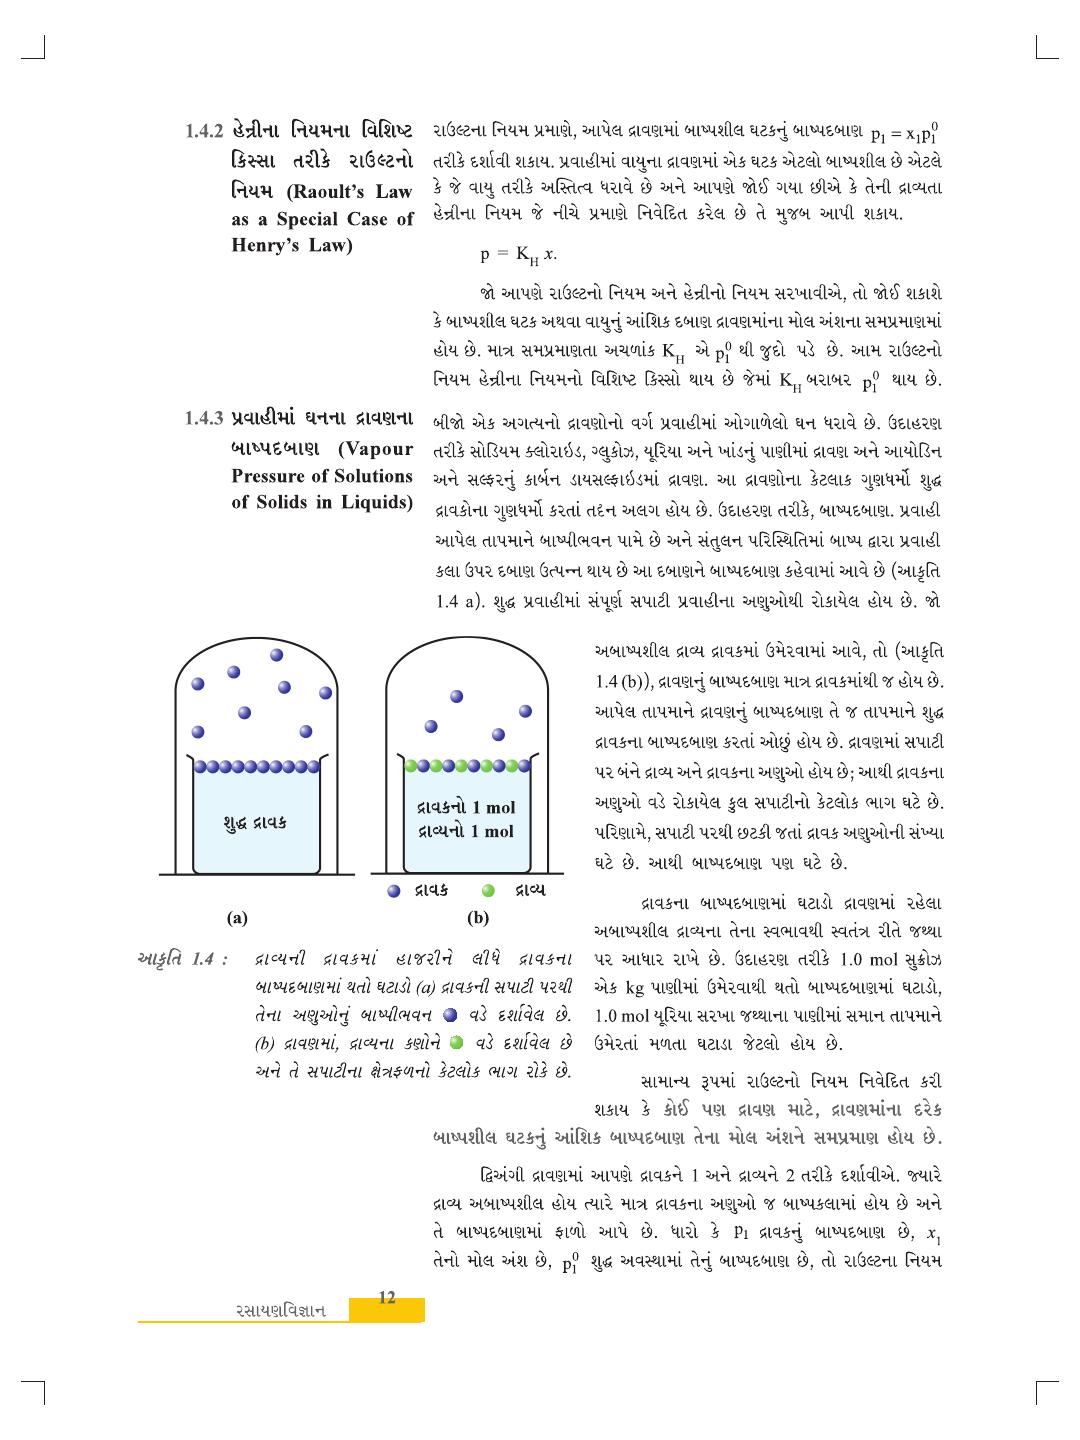 1.4.2 હેન્રીના નિયમના વિશિષ્ટ
કિસ્સા તરીકે રાઉલ્ટનો
નિયમ (Raoult's Law
as a Special Case of
Henry's Law)
રાઉલ્ટના નિયમ પ્રમાણે, આપેલ દ્રાવણમાં બાષ્પશીલ ઘટકનું બાષ્પદબાણ p₁ = x₁p₁⁰
તરીકે દર્શાવી શકાય. પ્રવાહીમાં વાયુના દ્રાવણમાં એક ઘટક એટલો બાષ્પશીલ છે એટલે
કે જે વાયુ તરીકે અસ્તિત્વ ધરાવે છે અને આપણે જોઈ ગયા છીએ કે તેની દ્રાવ્યતા
હેન્રીના નિયમ જે નીચે પ્રમાણે નિવેદિત કરેલ છે તે મુજબ આપી શકાય.
p = K_H x.
જો આપણે રાઉલ્ટનો નિયમ અને હેન્રીનો નિયમ સરખાવીએ, તો જોઈ શકાશે
કે બાષ્પશીલ ઘટક અથવા વાયુનું આંશિક દબાણ દ્રાવણમાંના મોલ અંશના સમપ્રમાણમાં
હોય છે. માત્ર સમપ્રમાણતા અચળાંક K_H એ p₁⁰ થી જુદો પડે છે. આમ રાઉલ્ટનો
નિયમ હેન્રીના નિયમનો વિશિષ્ટ કિસ્સો થાય છે જેમાં K_H બરાબર p₁⁰ થાય છે.
1.4.3 પ્રવાહીમાં ઘનના દ્રાવણના
બાષ્પદબાણ (Vapour
Pressure of Solutions
of Solids in Liquids)
બીજો એક અગત્યનો દ્રાવણોનો વર્ગ પ્રવાહીમાં ઓગાળેલો ઘન ધરાવે છે. ઉદાહરણ
તરીકે સોડિયમ ક્લોરાઇડ, ગ્લુકોઝ, યૂરિયા અને ખાંડનું પાણીમાં દ્રાવણ અને આયોડિન
અને સલ્ફરનું કાર્બન ડાયસલ્ફાઇડમાં દ્રાવણ. આ દ્રાવણોના કેટલાક ગુણધર્મો શુદ્ધ
દ્રાવકોના ગુણધર્મો કરતાં તદ્દન અલગ હોય છે. ઉદાહરણ તરીકે, બાષ્પદબાણ. પ્રવાહી
આપેલ તાપમાને બાષ્પીભવન પામે છે અને સંતુલન પરિસ્થિતિમાં બાષ્પ દ્વારા પ્રવાહી
કલા ઉપર દબાણ ઉત્પન્ન થાય છે આ દબાણને બાષ્પદબાણ કહેવામાં આવે છે (આકૃતિ
1.4 a). શુદ્ધ પ્રવાહીમાં સંપૂર્ણ સપાટી પ્રવાહીના અણુઓથી રોકાયેલ હોય છે. જો
અબાષ્પશીલ દ્રાવ્ય દ્રાવકમાં ઉમેરવામાં આવે, તો (આકૃતિ
1.4 (b)), દ્રાવણનું બાષ્પદબાણ માત્ર દ્રાવકમાંથી જ હોય છે.
આપેલ તાપમાને દ્રાવણનું બાષ્પદબાણ તે જ તાપમાને શુદ્ધ
દ્રાવકના બાષ્પદબાણ કરતાં ઓછું હોય છે. દ્રાવણમાં સપાટી
પર બંને દ્રાવ્ય અને દ્રાવકના અણુઓ હોય છે; આથી દ્રાવકના
અણુઓ વડે રોકાયેલ કુલ સપાટીનો કેટલોક ભાગ ઘટે છે.
પરિણામે, સપાટી પરથી છટકી જતાં દ્રાવક અણુઓની સંખ્યા
ઘટે છે. આથી બાષ્પદબાણ પણ ઘટે છે.
શુદ્ધ દ્રાવક
દ્રાવકનો 1 mol
દ્રાવ્યનો 1 mol
દ્રાવક દ્રાવ્ય
(a) (b)
આકૃતિ 1.4 : દ્રાવ્યની દ્રાવકમાં હાજરીને લીધે દ્રાવકના
બાષ્પદબાણમાં થતો ઘટાડો (a) દ્રાવકની સપાટી પરથી
તેના અણુઓનું બાષ્પીભવન વડે દર્શાવેલ છે.
(b) દ્રાવણમાં, દ્રાવ્યના કણોને વડે દર્શાવેલ છે
અને તે સપાટીના ક્ષેત્રફળનો કેટલોક ભાગ રોકે છે.
દ્રાવકના બાષ્પદબાણમાં ઘટાડો દ્રાવણમાં રહેલા
અબાષ્પશીલ દ્રાવ્યના તેના સ્વભાવથી સ્વતંત્ર રીતે જથ્થા
પર આધાર રાખે છે. ઉદાહરણ તરીકે 1.0 mol સુક્રોઝ
એક kg પાણીમાં ઉમેરવાથી થતો બાષ્પદબાણમાં ઘટાડો,
1.0 mol યૂરિયા સરખા જથ્થાના પાણીમાં સમાન તાપમાને
ઉમેરતાં મળતા ઘટાડા જેટલો હોય છે.
સામાન્ય રૂપમાં રાઉલ્ટનો નિયમ નિવેદિત કરી
શકાય કે કોઈ પણ દ્રાવણ માટે, દ્રાવણમાંના દરેક
બાષ્પશીલ ઘટકનું આંશિક બાષ્પદબાણ તેના મોલ અંશને સમપ્રમાણ હોય છે.
દ્વિઅંગી દ્રાવણમાં આપણે દ્રાવકને 1 અને દ્રાવ્યને 2 તરીકે દર્શાવીએ. જ્યારે
દ્રાવ્ય અબાષ્પશીલ હોય ત્યારે માત્ર દ્રાવકના અણુઓ જ બાષ્પકલામાં હોય છે અને
તે બાષ્પદબાણમાં ફાળો આપે છે. ધારો કે p₁ દ્રાવકનું બાષ્પદબાણ છે, x₁
તેનો મોલ અંશ છે, p₁⁰ શુદ્ધ અવસ્થામાં તેનું બાષ્પદબાણ છે, તો રાઉલ્ટના નિયમ
રસાયણવિજ્ઞાન 12